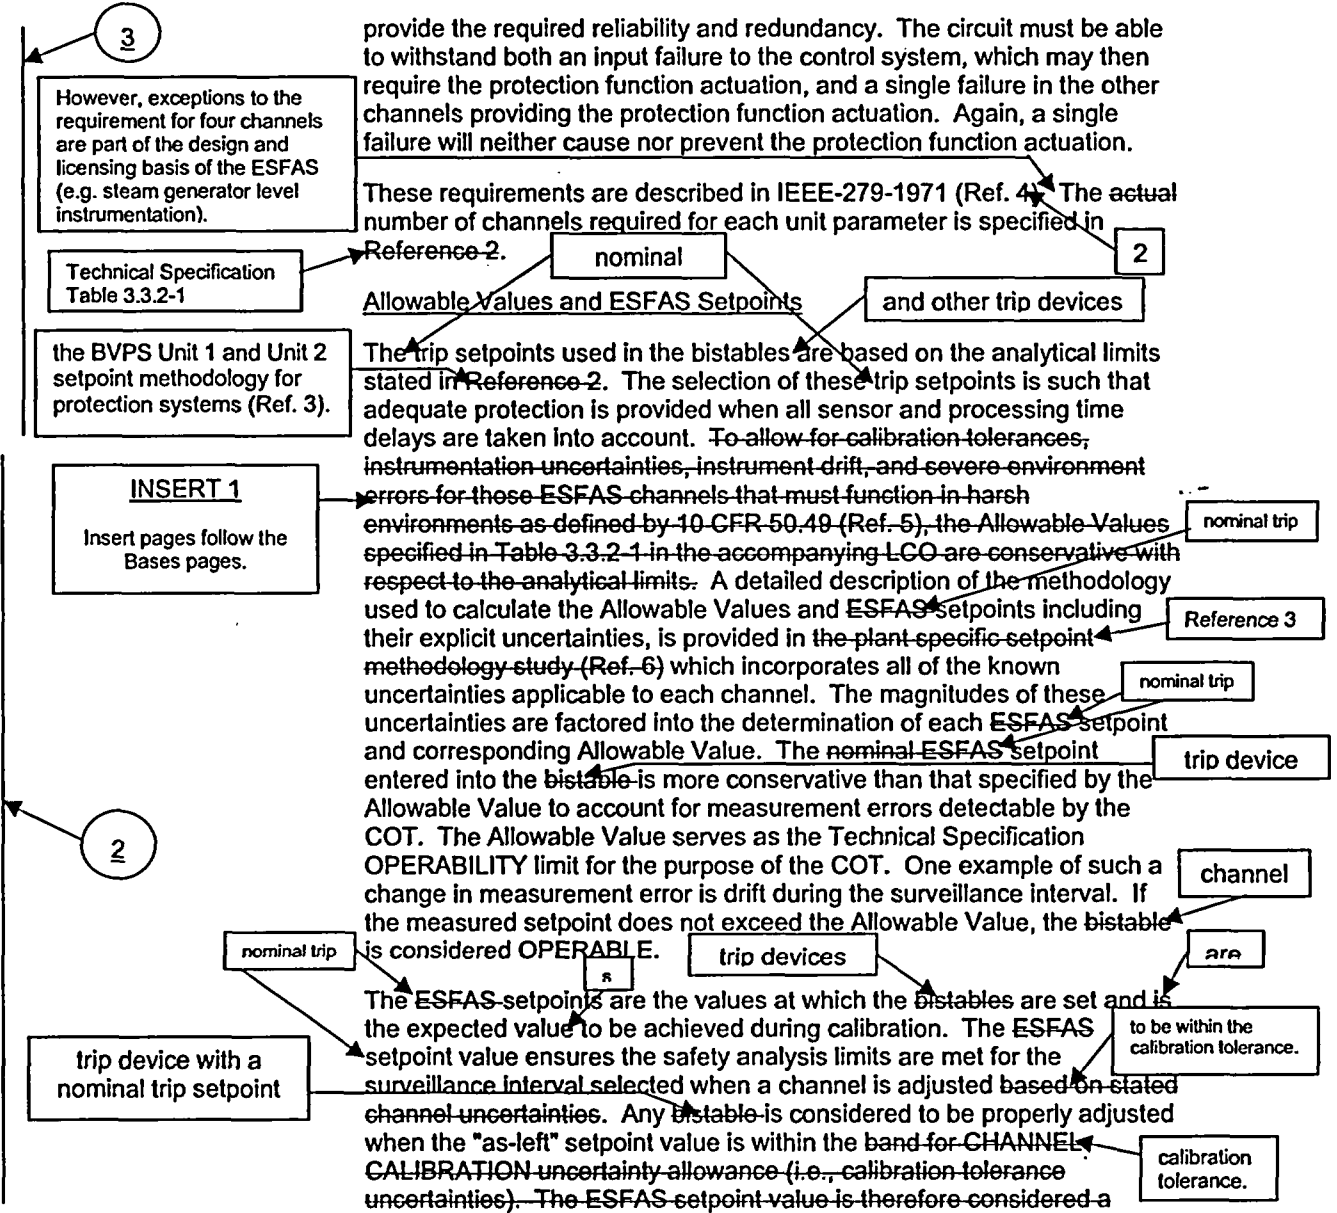 3
provide the required reliability and redundancy. The circuit must be able
to withstand both an input failure to the control system, which may then
require the protection function actuation, and a single failure in the other
channels providing the protection function actuation. Again, a single
failure will neither cause nor prevent the protection function actuation.
However, exceptions to the
requirement for four channels
are part of the design and
licensing basis of the ESFAS
(e.g. steam generator level
instrumentation).
These requirements are described in IEEE-279-1971 (Ref. 4). The actual
number of channels required for each unit parameter is specified in
Reference 2.
2
nominal
Technical Specification
Table 3.3.2-1
Allowable Values and ESFAS Setpoints
and other trip devices
the BVPS Unit 1 and Unit 2
setpoint methodology for
protection systems (Ref. 3).
The trip setpoints used in the bistables are based on the analytical limits
stated in Reference 2. The selection of these trip setpoints is such that
adequate protection is provided when all sensor and processing time
delays are taken into account. To allow for calibration tolerances,
instrumentation uncertainties, instrument drift, and severe environment
errors for those ESFAS channels that must function in harsh
environments as defined by 10 CFR 50.49 (Ref. 5), the Allowable Values
specified in Table 3.3.2-1 in the accompanying LCO are conservative with
respect to the analytical limits. A detailed description of the methodology
used to calculate the Allowable Values and ESFAS setpoints including
their explicit uncertainties, is provided in the plant specific setpoint
methodology study (Ref. 6) which incorporates all of the known
uncertainties applicable to each channel. The magnitudes of these
uncertainties are factored into the determination of each ESFAS setpoint
and corresponding Allowable Value. The nominal ESFAS setpoint
entered into the bistable is more conservative than that specified by the
Allowable Value to account for measurement errors detectable by the
COT. The Allowable Value serves as the Technical Specification
OPERABILITY limit for the purpose of the COT. One example of such a
change in measurement error is drift during the surveillance interval. If
the measured setpoint does not exceed the Allowable Value, the bistable
is considered OPERABLE.
INSERT 1
Insert pages follow the
Bases pages.
nominal trip
Reference 3
nominal trip
trip device
2
channel
nominal trip
s
trip devices
are
The ESFAS setpoints are the values at which the bistables are set and is
the expected value to be achieved during calibration. The ESFAS
setpoint value ensures the safety analysis limits are met for the
surveillance interval selected when a channel is adjusted based on stated
channel uncertainties. Any bistable is considered to be properly adjusted
when the "as-left" setpoint value is within the band for CHANNEL
CALIBRATION uncertainty allowance (i.e., calibration tolerance
uncertainties). The ESFAS setpoint value is therefore considered a
to be within the
calibration tolerance.
trip device with a
nominal trip setpoint
calibration
tolerance.